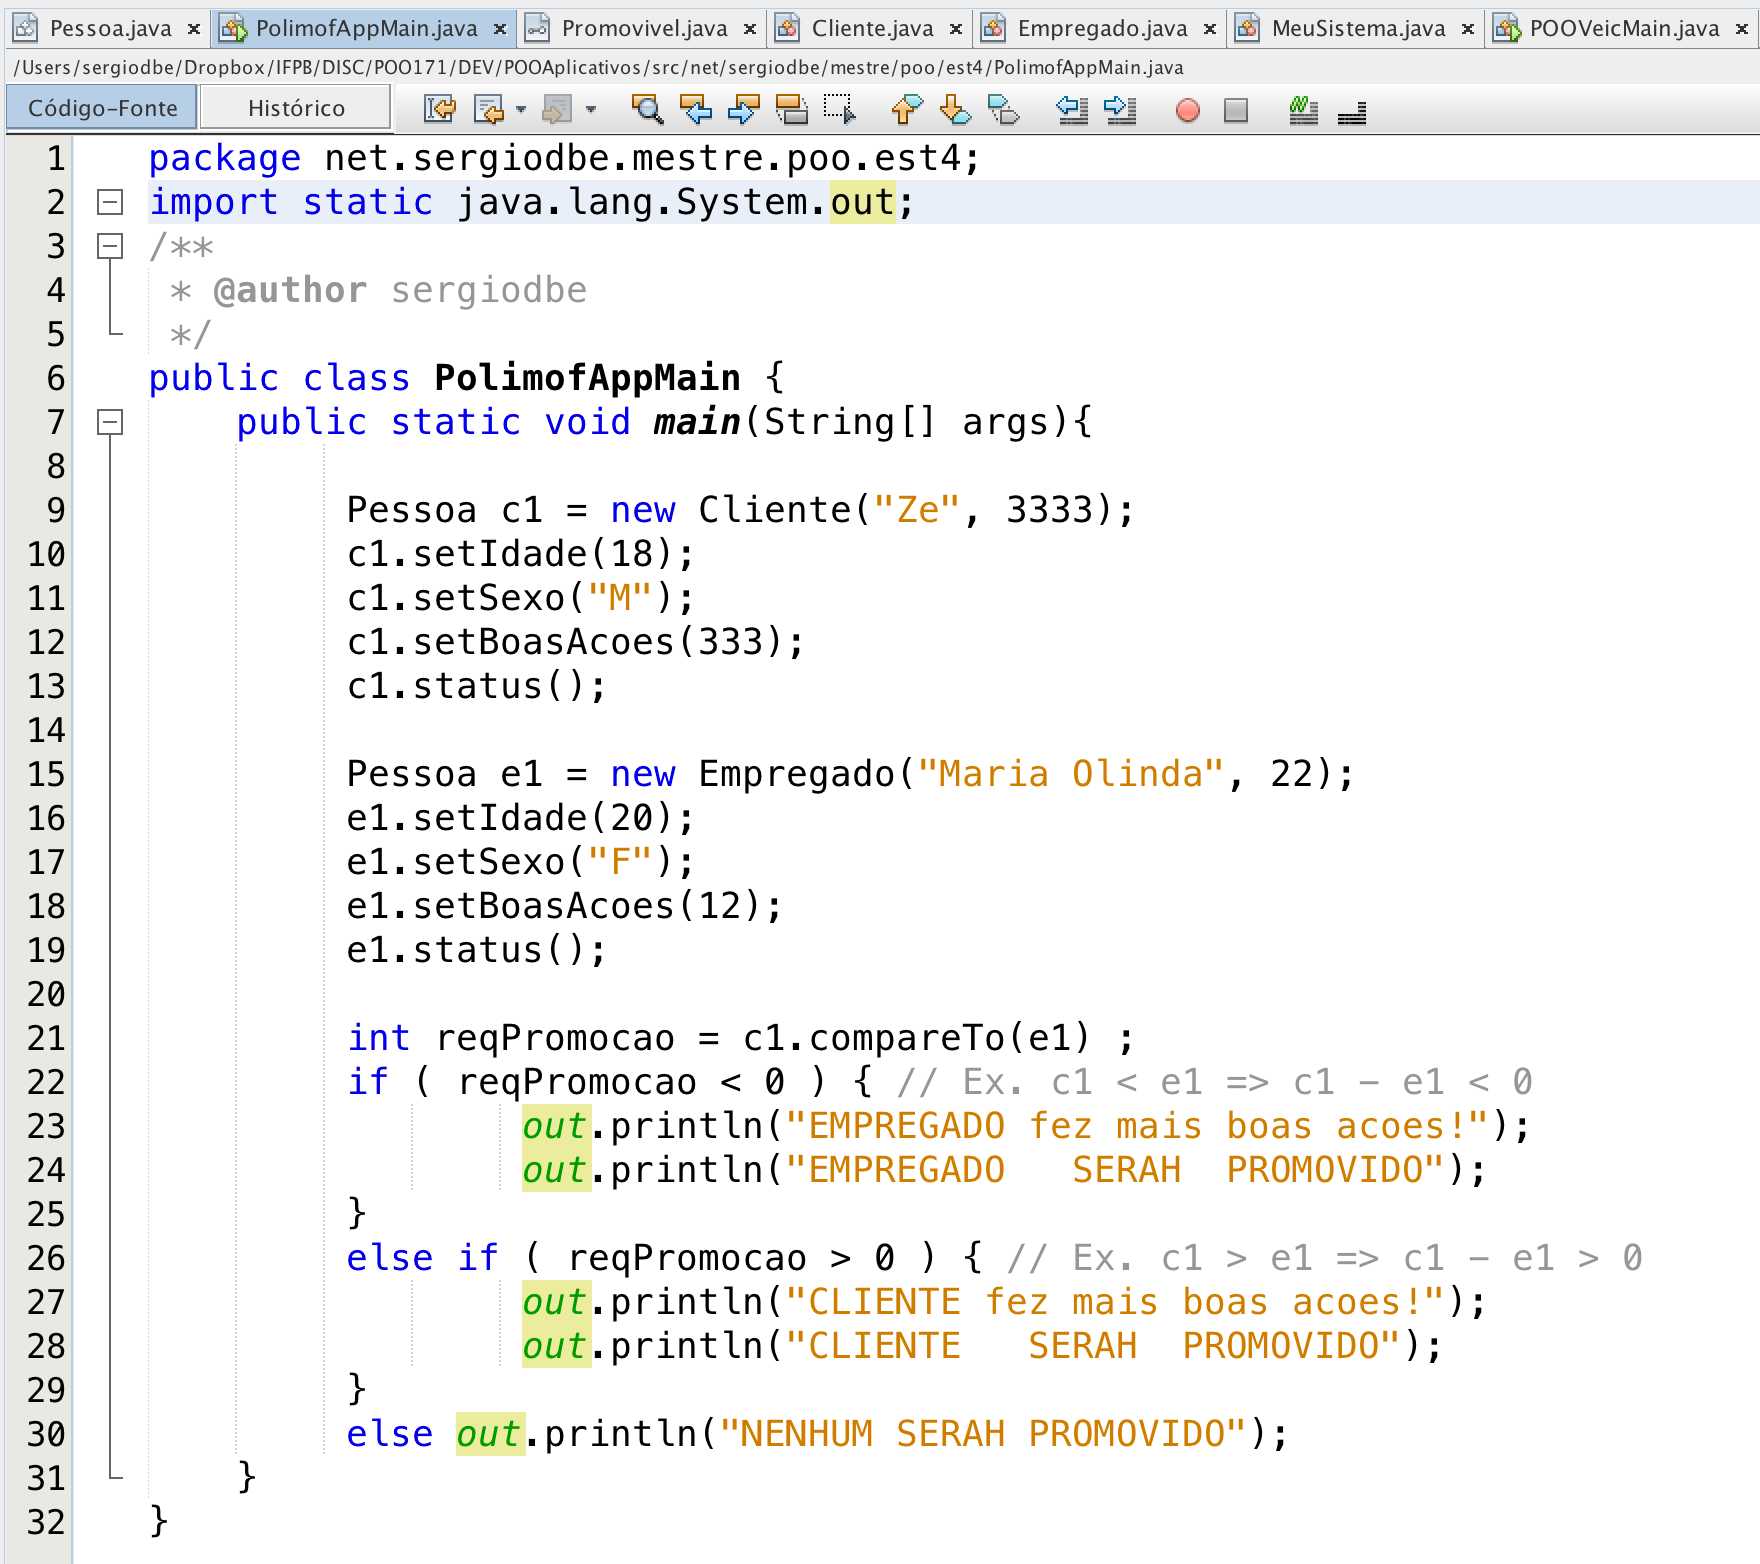 Pessoa.java PolimofAppMain.java Promovivel.java Cliente.java Empregado.java MeuSistema.java POOVeicMain.java
/Users/sergiodbe/Dropbox/IFPB/DISC/POO171/DEV/POOAplicativos/src/net/sergiodbe/mestre/poo/est4/PolimofAppMain.java
Código-Fonte Histórico
1 package net.sergiodbe.mestre.poo.est4;
2 import static java.lang.System.out;
3 /**
4 * @author sergiodbe
5 */
6 public class PolimofAppMain {
7 public static void main(String[] args){
8
9 Pessoa c1 = new Cliente("Ze", 3333);
10 c1.setIdade(18);
11 c1.setSexo("M");
12 c1.setBoasAcoes(333);
13 c1.status();
14
15 Pessoa e1 = new Empregado("Maria Olinda", 22);
16 e1.setIdade(20);
17 e1.setSexo("F");
18 e1.setBoasAcoes(12);
19 e1.status();
20
21 int reqPromocao = c1.compareTo(e1) ;
22 if ( reqPromocao < 0 ) { // Ex. c1 < e1 => c1 - e1 < 0
23 out.println("EMPREGADO fez mais boas acoes!");
24 out.println("EMPREGADO   SERAH  PROMOVIDO");
25 }
26 else if ( reqPromocao > 0 ) { // Ex. c1 > e1 => c1 - e1 > 0
27 out.println("CLIENTE fez mais boas acoes!");
28 out.println("CLIENTE   SERAH  PROMOVIDO");
29 }
30 else out.println("NENHUM SERAH PROMOVIDO");
31 }
32 }